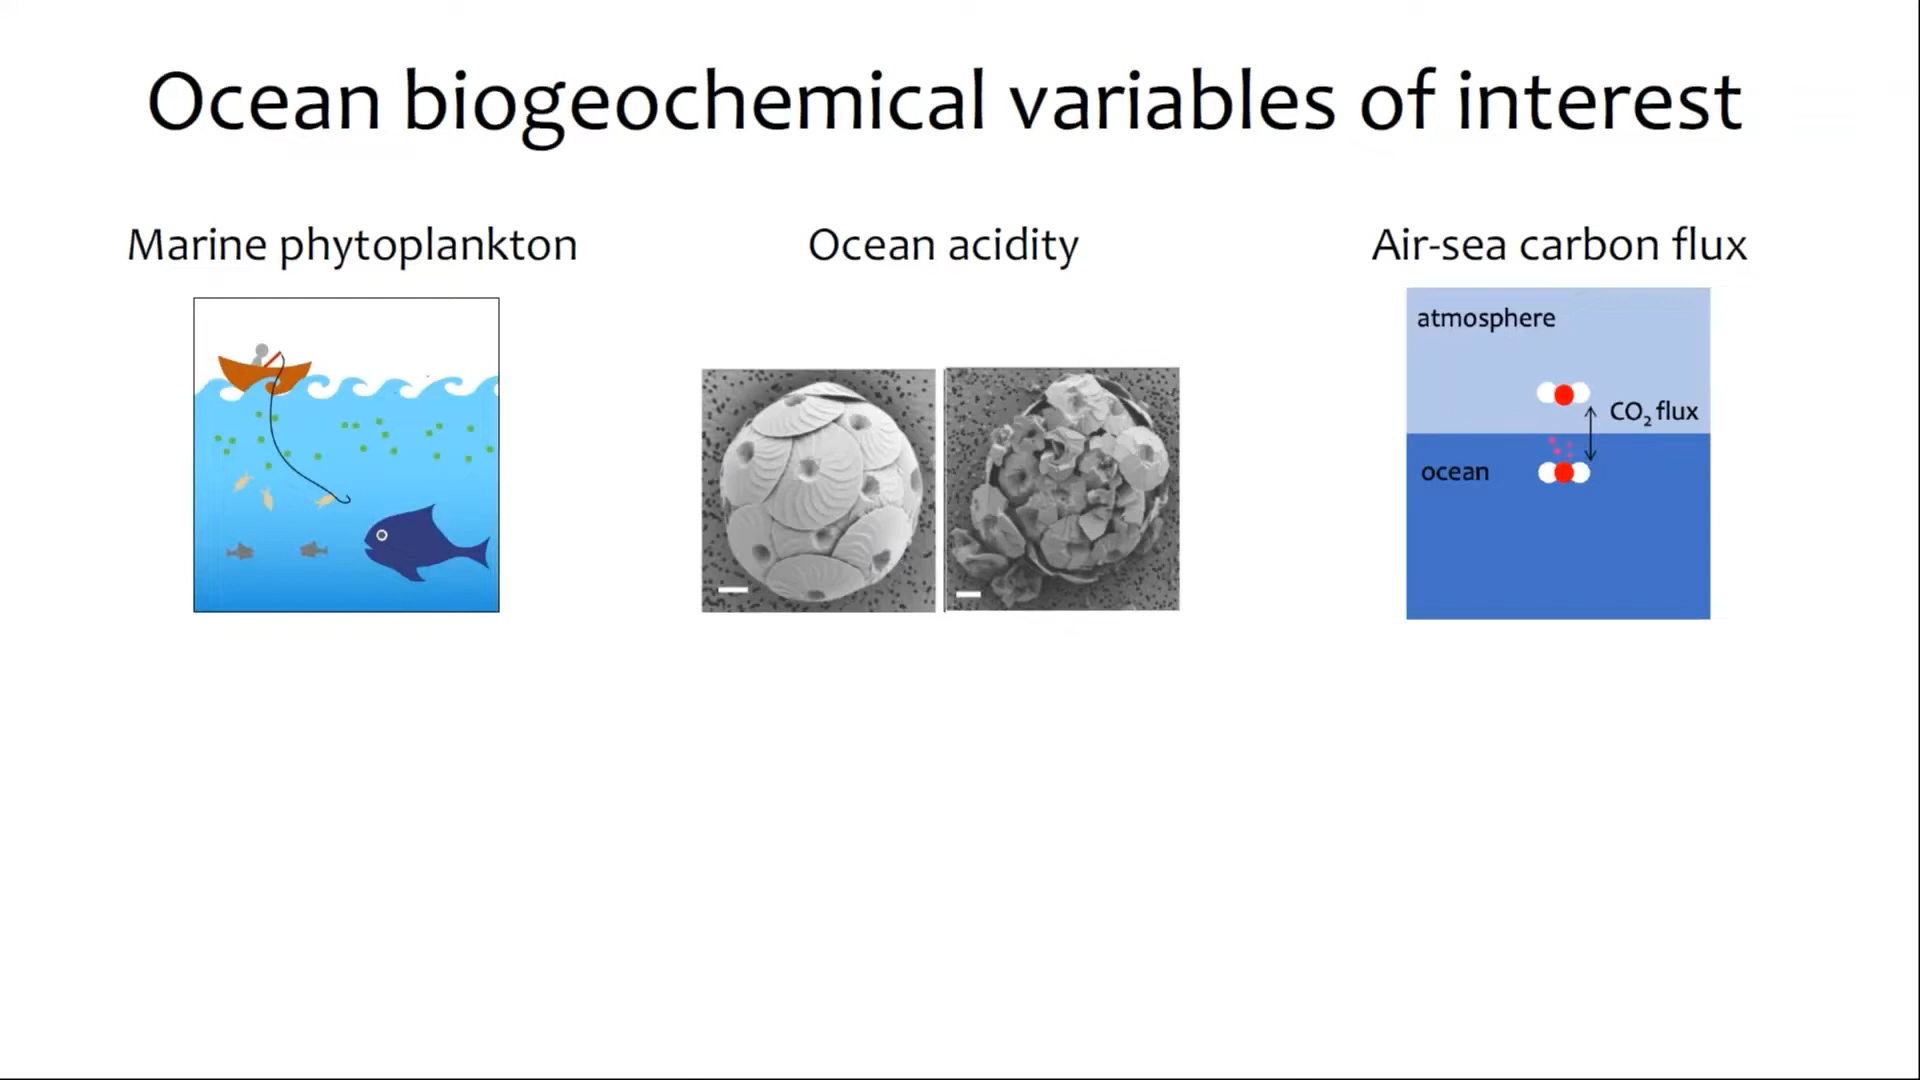 Ocean biogeochemical variables of interest
Marine phytoplankton
Ocean acidity
Air-sea carbon flux
atmosphere
CO₂ flux
ocean